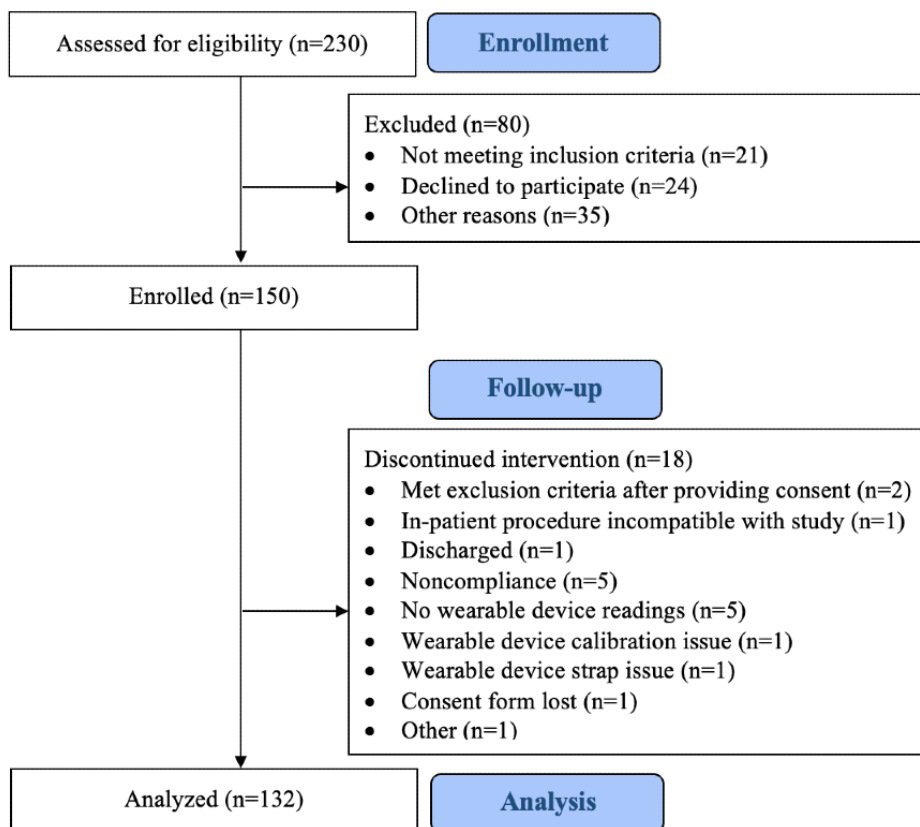 Assessed for eligibility (n=230)
Enrollment
Excluded (n=80)
• Not meeting inclusion criteria (n=21)
• Declined to participate (n=24)
• Other reasons (n=35)
Enrolled (n=150)
Follow-up
Discontinued intervention (n=18)
• Met exclusion criteria after providing consent (n=2)
• In-patient procedure incompatible with study (n=1)
• Discharged (n=1)
• Noncompliance (n=5)
• No wearable device readings (n=5)
• Wearable device calibration issue (n=1)
• Wearable device strap issue (n=1)
• Consent form lost (n=1)
• Other (n=1)
Analyzed (n=132)
Analysis